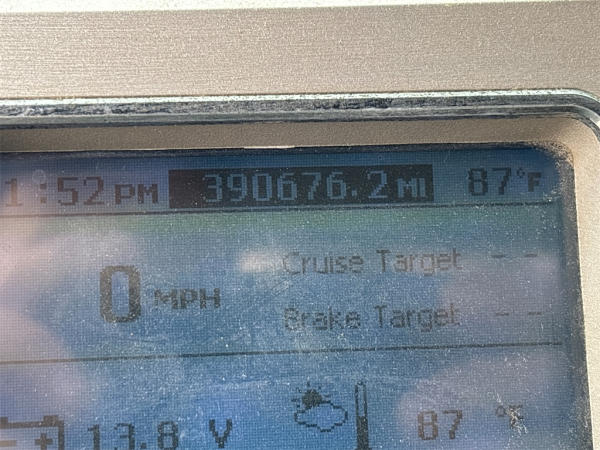 1:52 PM 390676.2 MI 87°F
Cruise Target - -
0 MPH
Brake Target - -
- + 13.8 V 87 °F